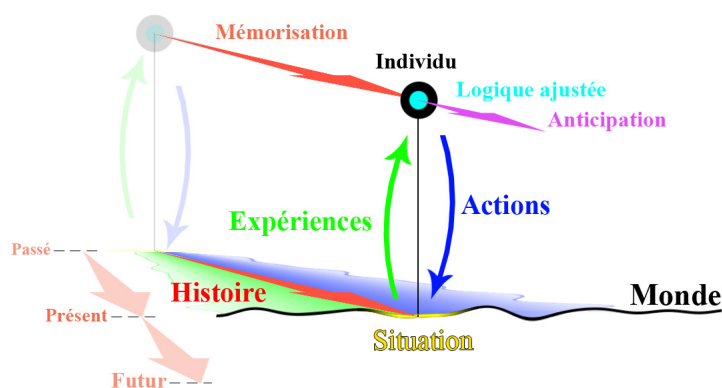 Mémorisation
Individu
Logique ajustée
Anticipation
Expériences
Actions
Passé
Histoire
Monde
Présent
Situation
Futur